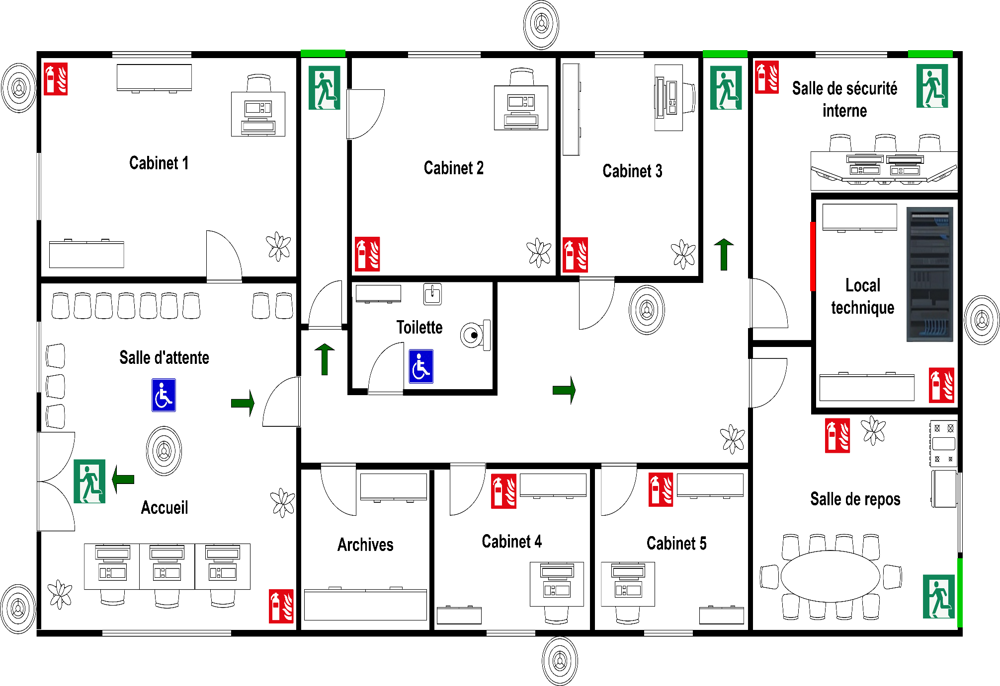 Salle de sécurité
interne
Cabinet 1
Cabinet 2
Cabinet 3
Local
technique
Toilette
Salle d'attente
Accueil
Salle de repos
Archives
Cabinet 4
Cabinet 5